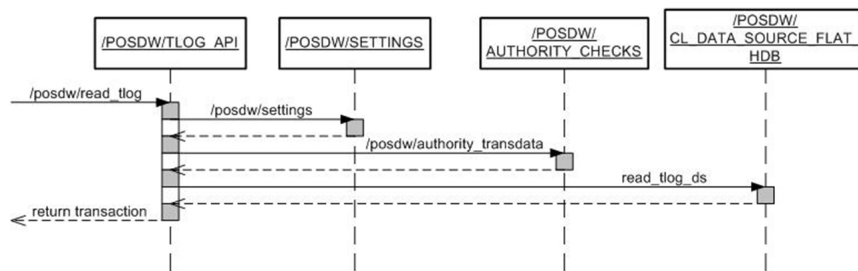 /POSDW/TLOG_API
/POSDW/SETTINGS
/POSDW/
AUTHORITY_CHECKS
/POSDW/
CL_DATA_SOURCE_FLAT_
HDB
/posdw/read_tlog
/posdw/settings
/posdw/authority_transdata
read_tlog_ds
return transaction